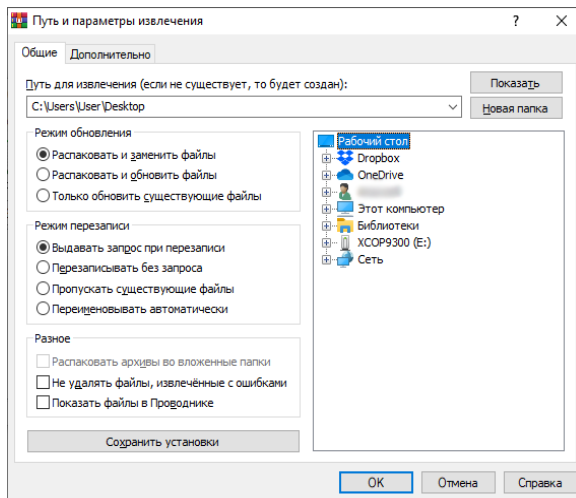 Путь и параметры извлечения
Общие Дополнительно
Путь для извлечения (если не существует, то будет создан):
Показать
C:\Users\User\Desktop
Новая папка
Режим обновления
Распаковать и заменить файлы
Распаковать и обновить файлы
Только обновить существующие файлы
Режим перезаписи
Выдавать запрос при перезаписи
Перезаписывать без запроса
Пропускать существующие файлы
Переименовывать автоматически
Разное
Распаковать архивы во вложенные папки
Не удалять файлы, извлечённые с ошибками
Показать файлы в Проводнике
Сохранить установки
Рабочий стол
Dropbox
OneDrive
Этот компьютер
Библиотеки
XCOP9300 (E:)
Сеть
OK Отмена Справка